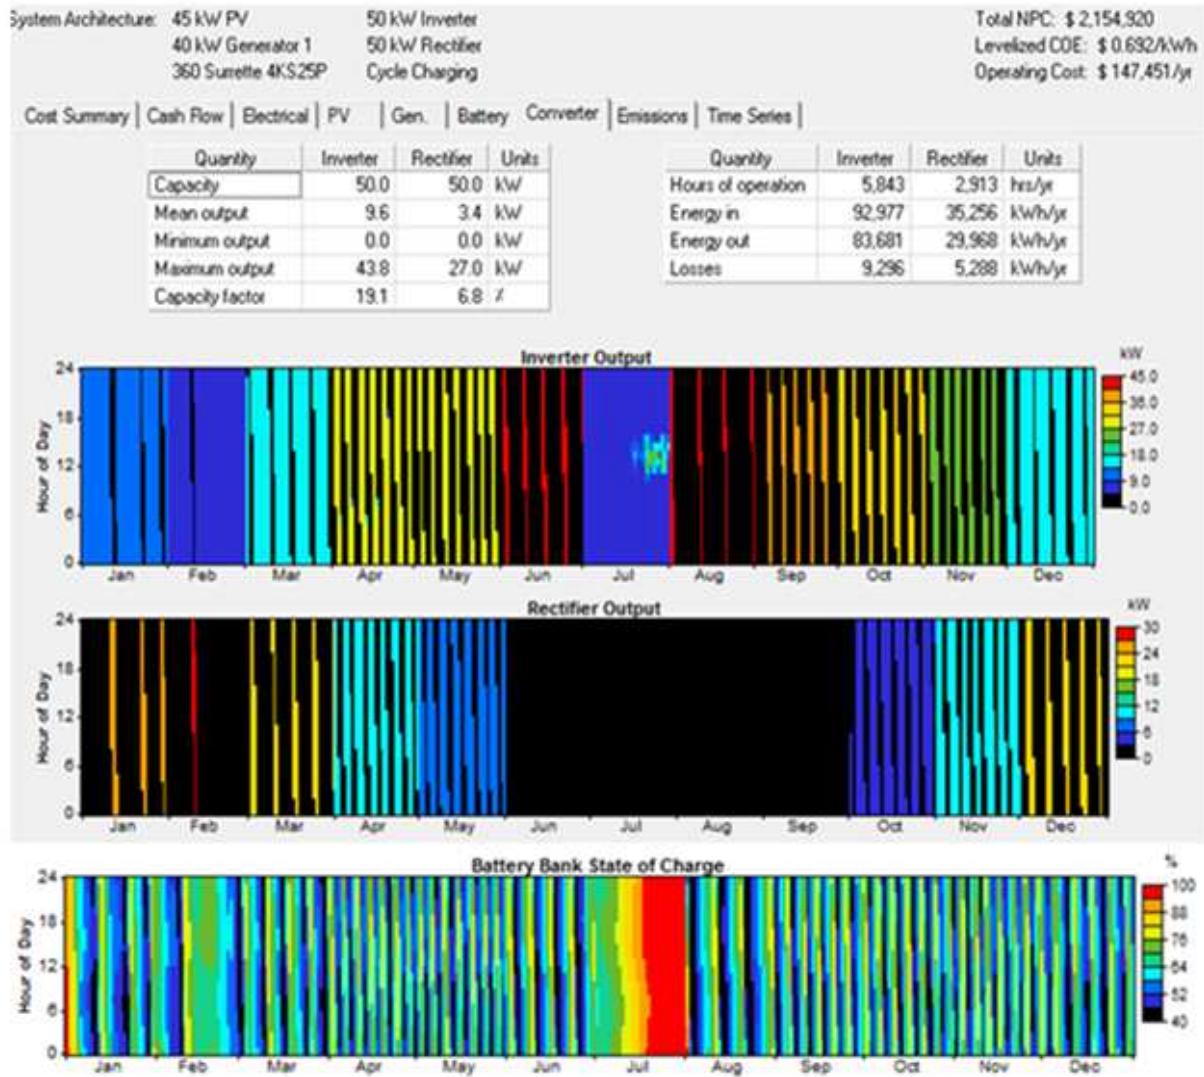 System Architecture: 45 kW PV 50 kW Inverter Total NPC: $ 2,154,920
40 kW Generator 1 50 kW Rectifier Levelized COE: $ 0.692/kWh
360 Surrette 4KS25P Cycle Charging Operating Cost: $ 147,451/yr
Cost Summary Cash Flow Electrical PV Gen. Battery Converter Emissions Time Series
Quantity Inverter Rectifier Units Quantity Inverter Rectifier Units
Capacity 50.0 50.0 kW Hours of operation 5,843 2,913 hrs/yr
Mean output 9.6 3.4 kW Energy in 92,977 35,256 kWh/yr
Minimum output 0.0 0.0 kW Energy out 83,681 29,968 kWh/yr
Maximum output 43.8 27.0 kW Losses 9,296 5,288 kWh/yr
Capacity factor 19.1 6.8 %
Inverter Output
kW
Hour of Day
24
18
12
6
0
45.0
36.0
27.0
18.0
9.0
0.0
Jan Feb Mar Apr May Jun Jul Aug Sep Oct Nov Dec
Rectifier Output
kW
Hour of Day
24
18
12
6
0
30
24
18
12
6
0
Jan Feb Mar Apr May Jun Jul Aug Sep Oct Nov Dec
Battery Bank State of Charge
%
Hour of Day
24
18
12
6
0
100
88
76
64
52
40
Jan Feb Mar Apr May Jun Jul Aug Sep Oct Nov Dec